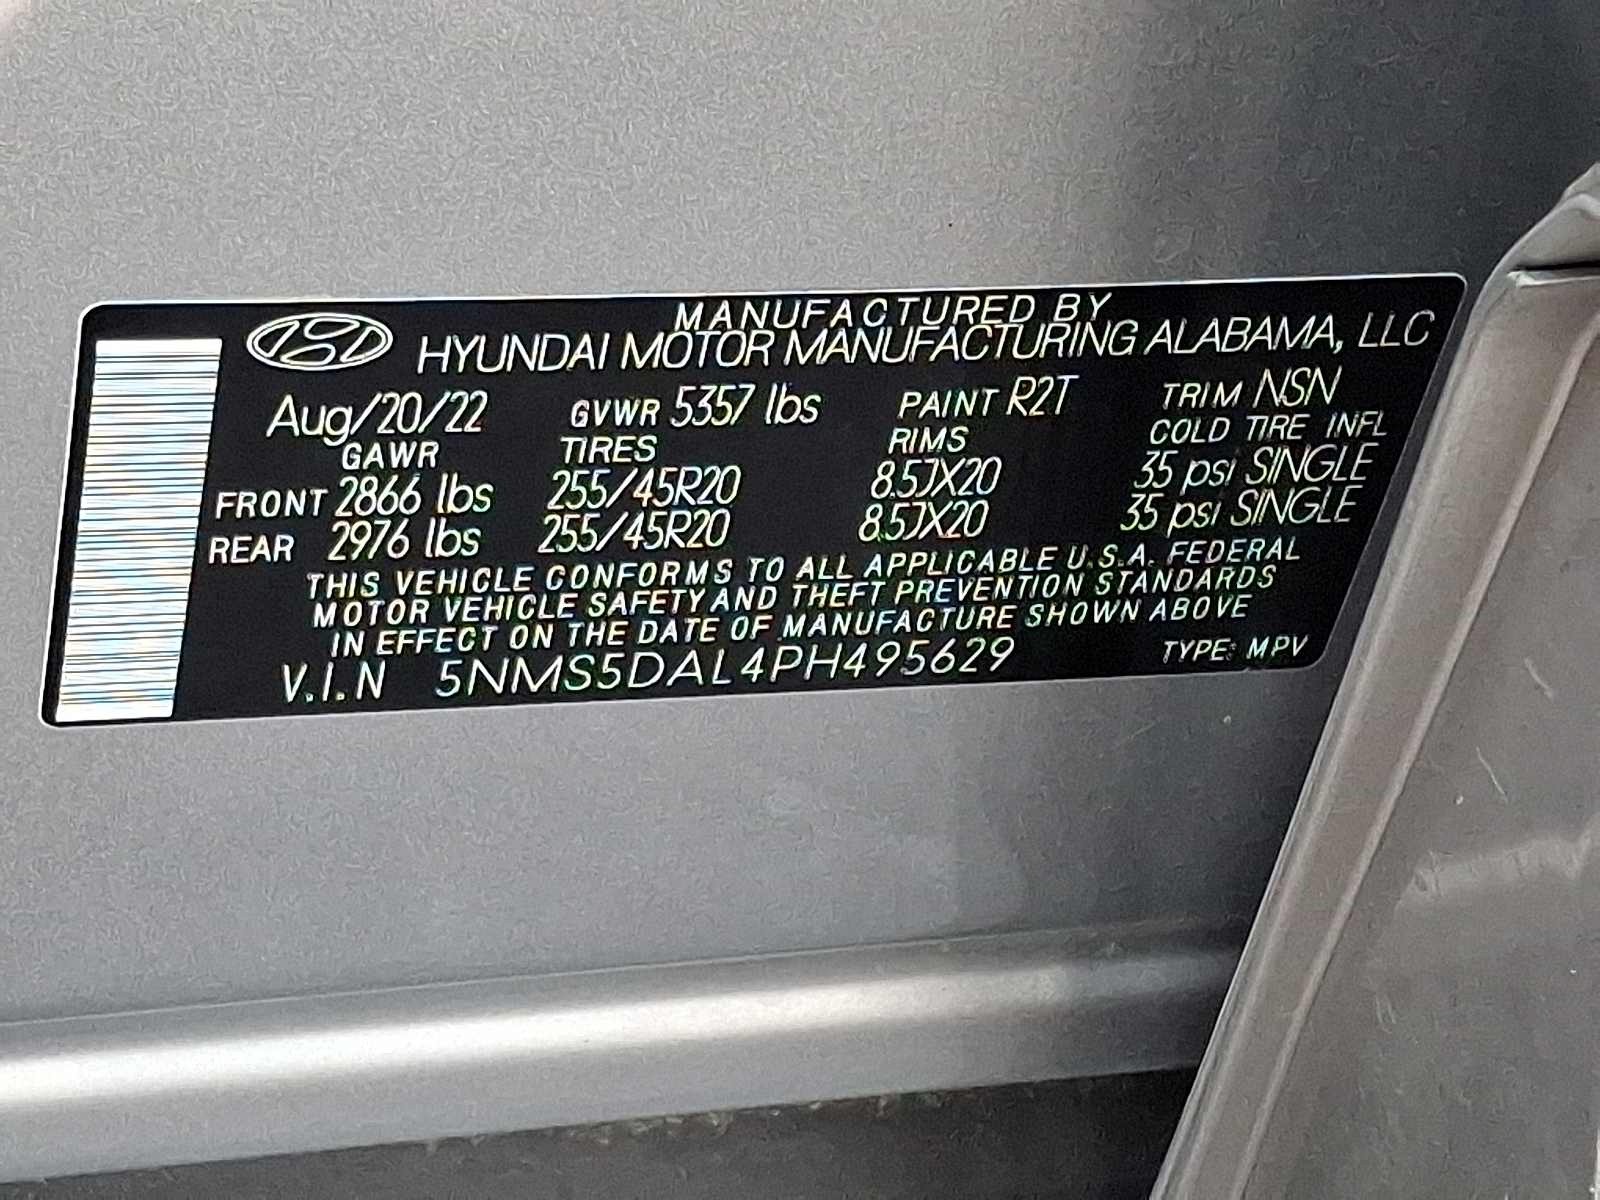 MANUFACTURED BY
HYUNDAI MOTOR MANUFACTURING ALABAMA, LLC
Aug/20/22 GVWR 5357 lbs PAINT R2T TRIM NSN
GAWR TIRES RIMS COLD TIRE INFL
FRONT 2866 lbs 255/45R20 8.5JX20 35 psi SINGLE
REAR 2976 lbs 255/45R20 8.5JX20 35 psi SINGLE
THIS VEHICLE CONFORMS TO ALL APPLICABLE U.S.A. FEDERAL
MOTOR VEHICLE SAFETY AND THEFT PREVENTION STANDARDS
IN EFFECT ON THE DATE OF MANUFACTURE SHOWN ABOVE
V.I.N 5NMS5DAL4PH495629 TYPE: MPV